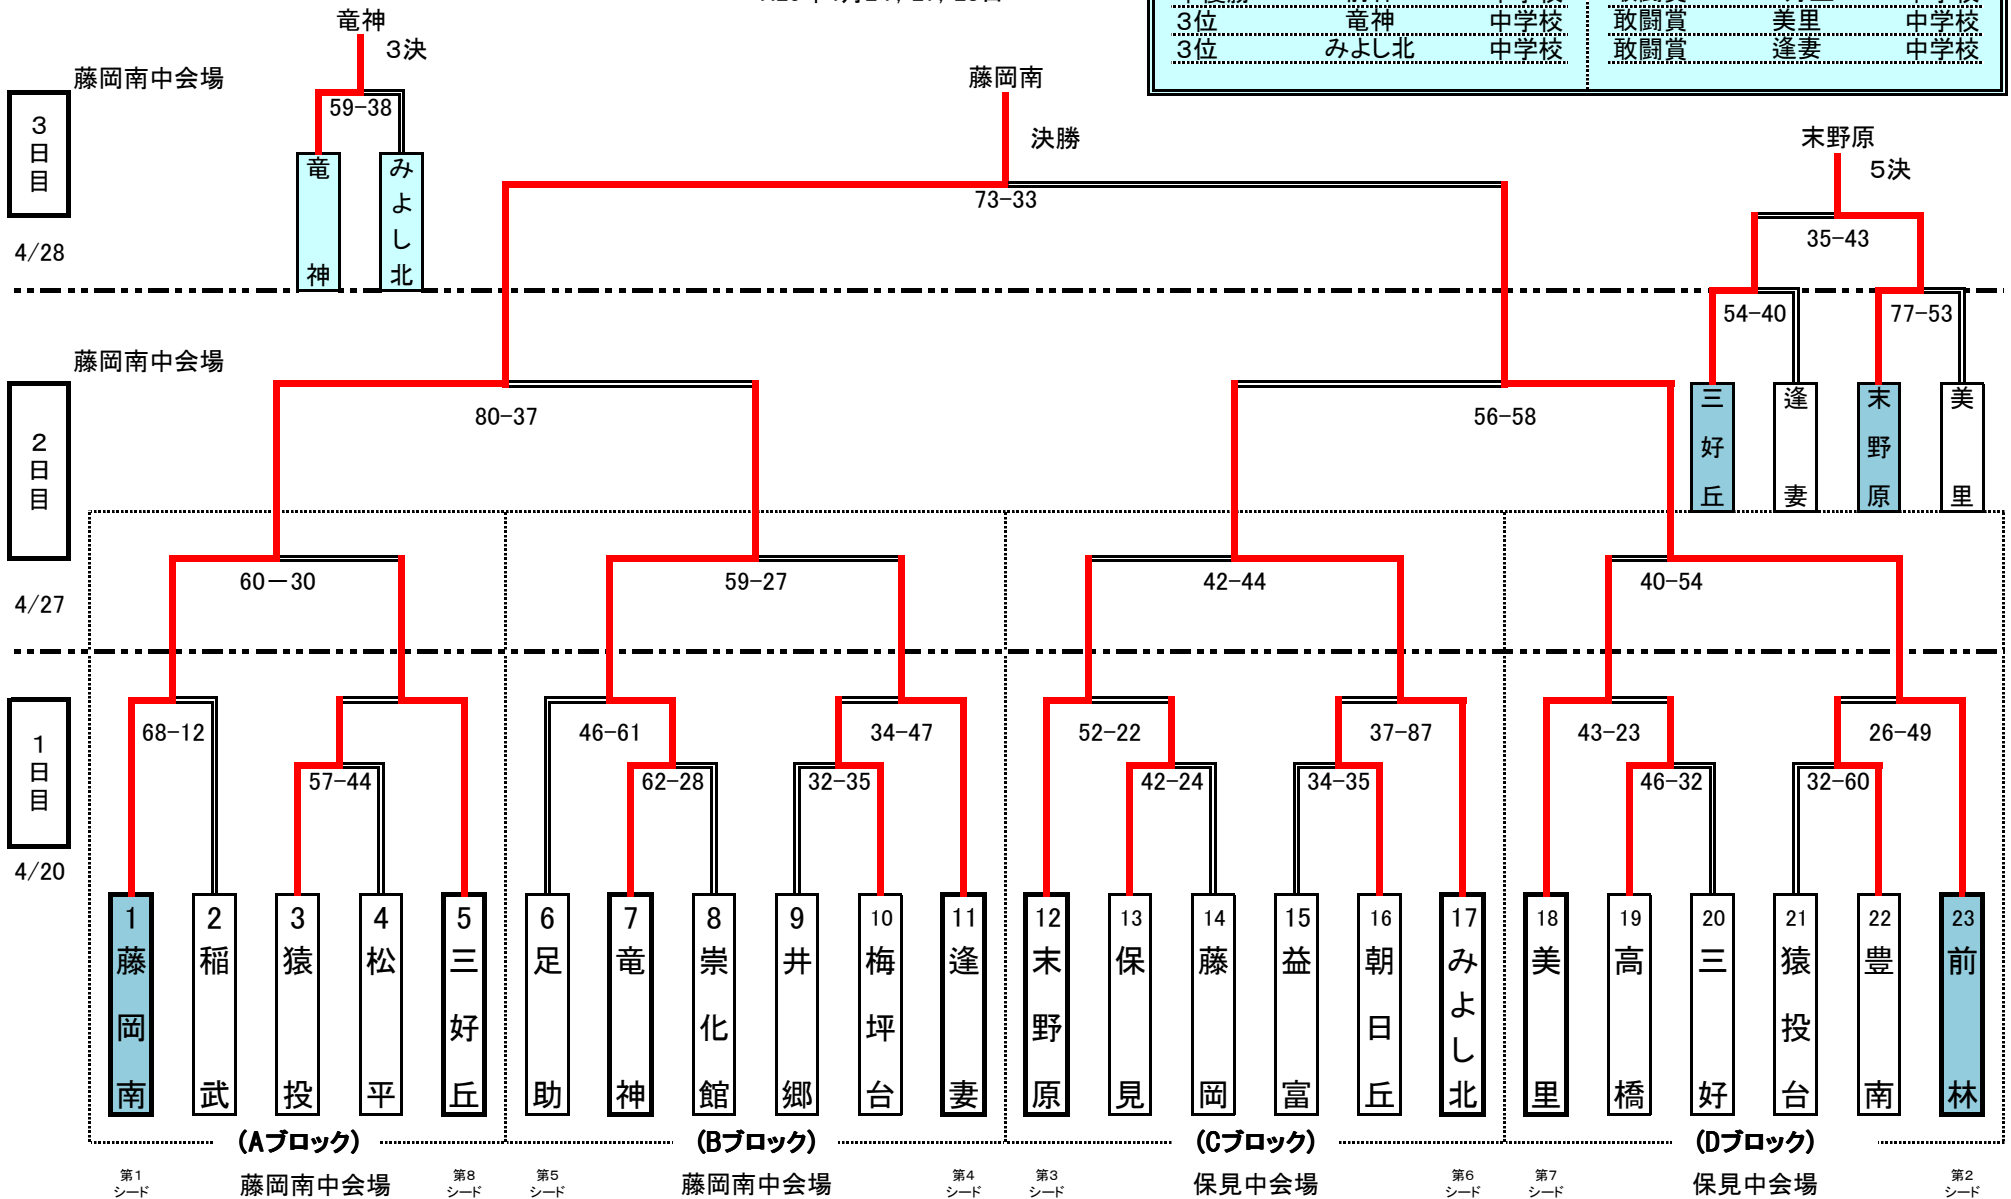 3位 竜神 中学校 敢闘賞 美里 中学校
3位 みよし北 中学校 敢闘賞 逢妻 中学校
竜神
3決
藤岡南中会場
59-38
竜神
みよし北
3日目
4/28
藤岡南
決勝
73-33
末野原
5決
35-43
54-40
77-53
三好丘
逢妻
末野原
美里
藤岡南中会場
2日目
4/27
80-37
56-58
60-30
59-27
42-44
40-54
1日目
4/20
68-12
46-61
34-47
52-22
37-87
43-23
26-49
57-44
62-28
32-35
42-24
34-35
46-32
32-60
1 藤岡南
2 稲武
3 猿投
4 松平
5 三好丘
6 足助
7 竜神
8 崇化館
9 井郷
10 梅坪台
11 逢妻
12 末野原
13 保見
14 藤岡
15 益富
16 朝日丘
17 みよし北
18 美里
19 高橋
20 三好
21 猿投台
22 豊南
23 前林
(Aブロック)
(Bブロック)
(Cブロック)
(Dブロック)
第1シード
藤岡南中会場
第8シード
第5シード
藤岡南中会場
第4シード
第3シード
保見中会場
第6シード
第7シード
保見中会場
第2シード